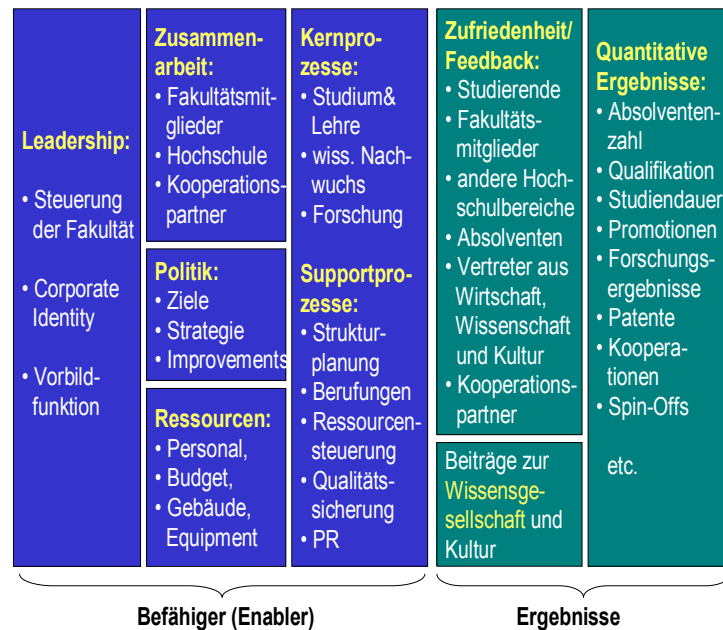 Leadership:
• Steuerung
der Fakultät
• Corporate
Identity
• Vorbild-
funktion
Zusammen-
arbeit:
• Fakultätsmit-
glieder
• Hochschule
• Kooperations-
partner
Politik:
• Ziele
• Strategie
• Improvements
Ressourcen:
• Personal,
• Budget,
• Gebäude,
Equipment
Kernpro-
zesse:
• Studium&
Lehre
• wiss. Nach-
wuchs
• Forschung
Supportpro-
zesse:
• Struktur-
planung
• Berufungen
• Ressourcen-
steuerung
• Qualitäts-
sicherung
• PR
Zufriedenheit/
Feedback:
• Studierende
• Fakultäts-
mitglieder
• andere Hoch-
schulbereiche
• Absolventen
• Vertreter aus
Wirtschaft,
Wissenschaft
und Kultur
• Kooperations-
partner
Beiträge zur
Wissensge-
sellschaft und
Kultur
Quantitative
Ergebnisse:
• Absolventen-
zahl
• Qualifikation
• Studiendauer
• Promotionen
• Forschungs-
ergebnisse
• Patente
• Koopera-
tionen
• Spin-Offs
etc.
Befähiger (Enabler)
Ergebnisse